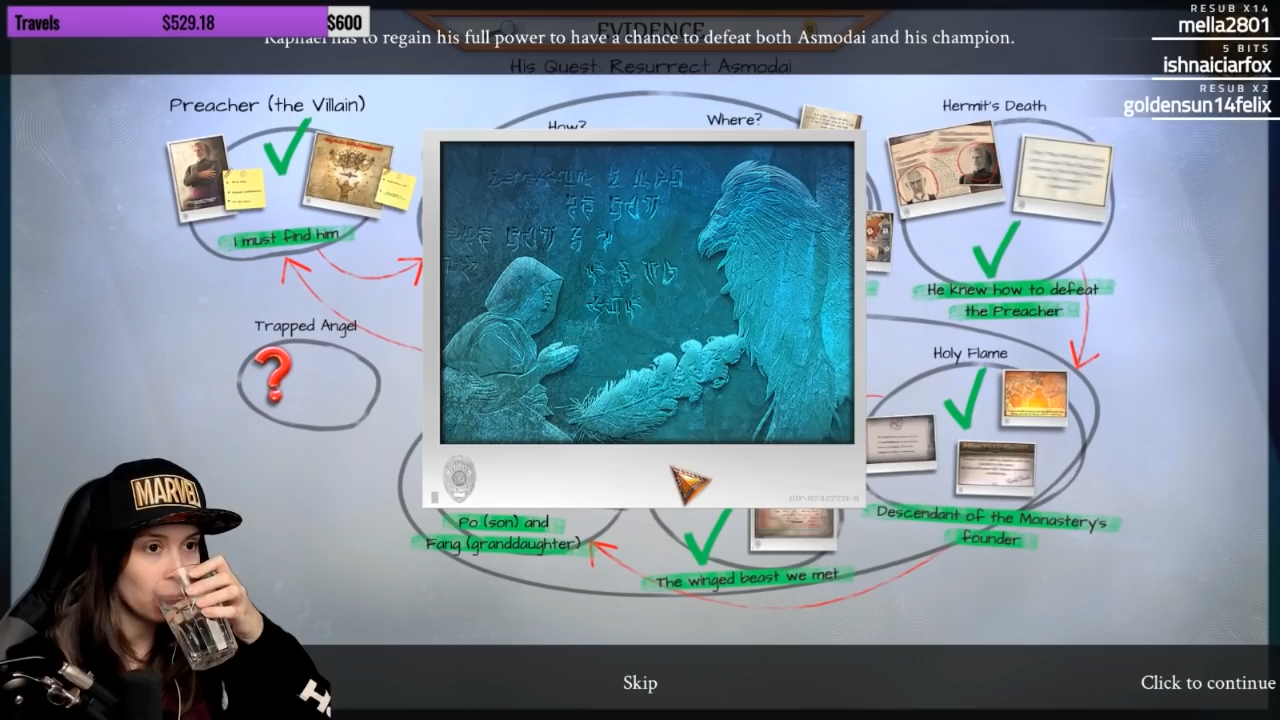 Travels $529.18 $600
RESUB X14
mella2801
5 BITS
ishnaiciarfox
RESUB X2
goldensun14felix
EVIDENCE
Raphael has to regain his full power to have a chance to defeat both Asmodai and his champion.
His Quest: Resurrect Asmodai
Preacher (the Villain)
How?
Where?
Hermit's Death
I must find him
He knew how to defeat
the Preacher
Trapped Angel
Holy Flame
Po (son) and
Fang (granddaughter)
The winged beast we met
Descendant of the Monastery's
founder
MARVEL
Skip
Click to continue